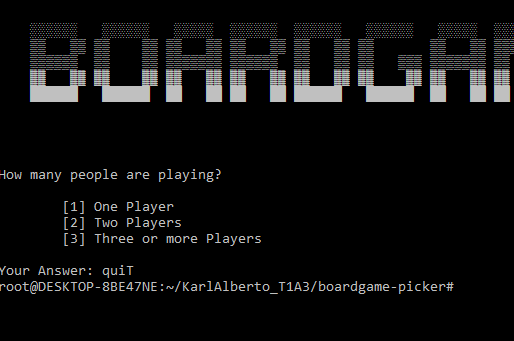 BOARDGA
How many people are playing?
[1] One Player
[2] Two Players
[3] Three or more Players
Your Answer: quiT
root@DESKTOP-8BE47NE:~/KarlAlberto_T1A3/boardgame-picker#